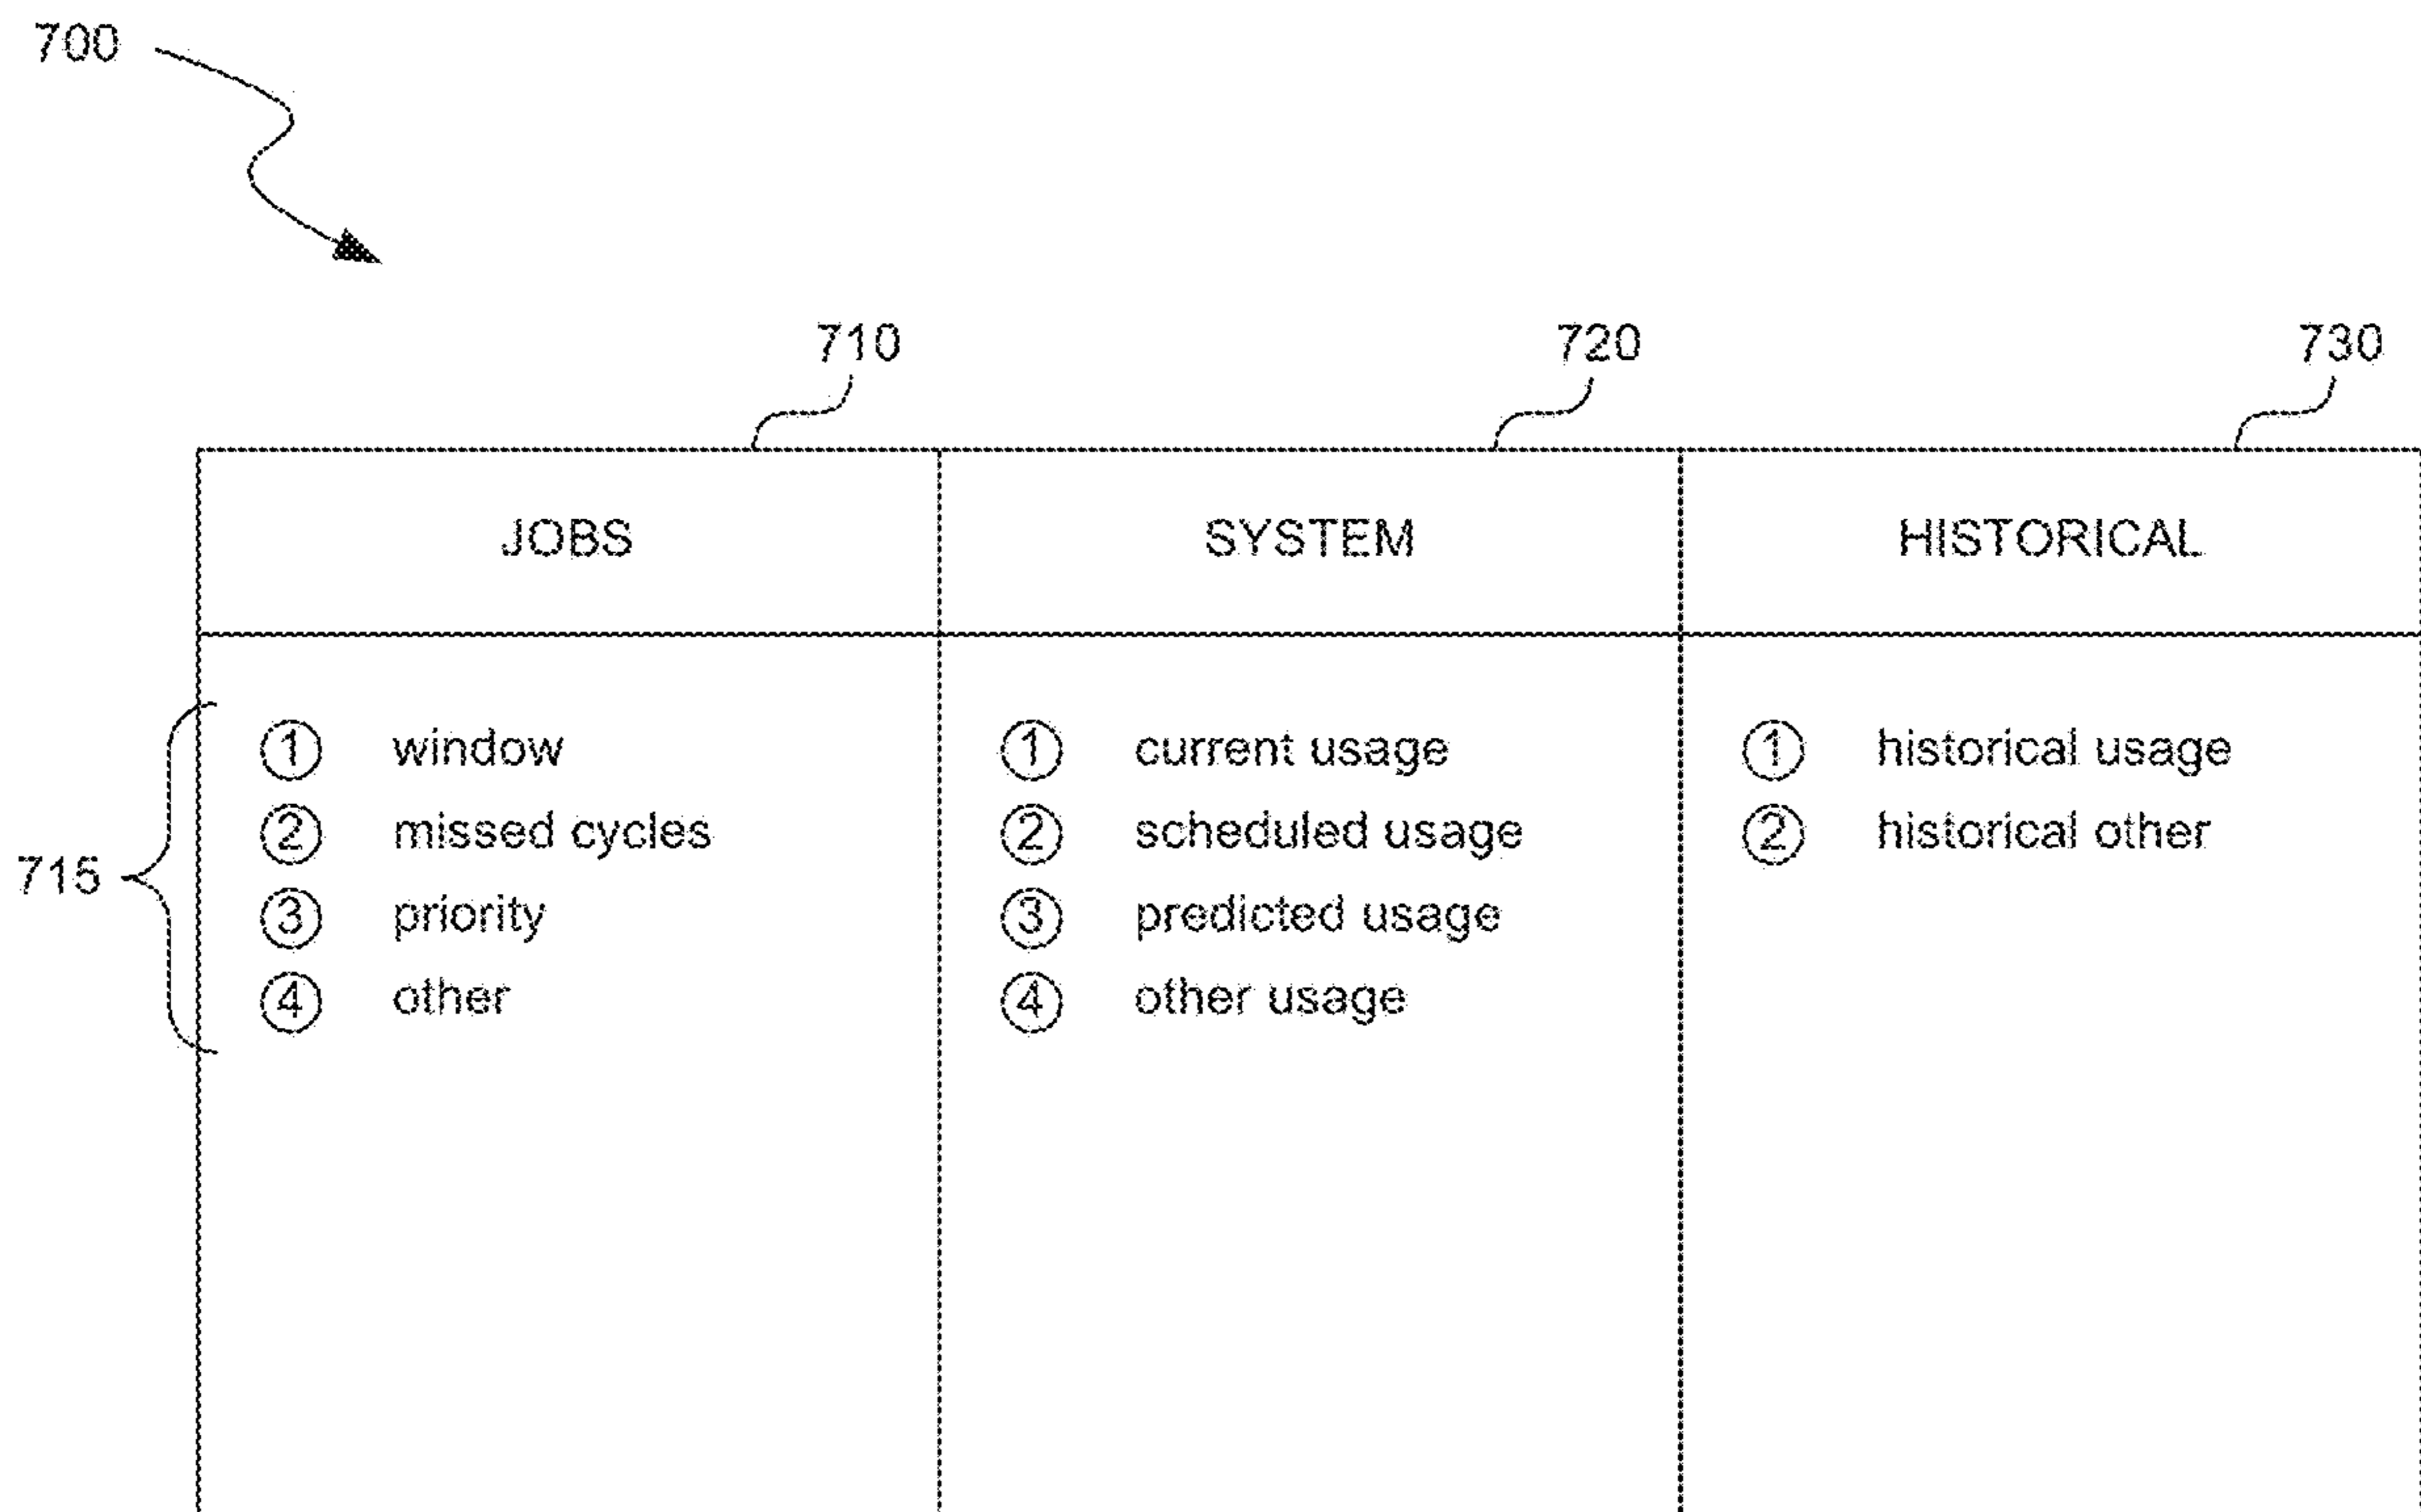 700
710 720 730
JOBS SYSTEM HISTORICAL
① window ① current usage ① historical usage
② missed cycles ② scheduled usage ② historical other
715
③ priority ③ predicted usage
④ other ④ other usage